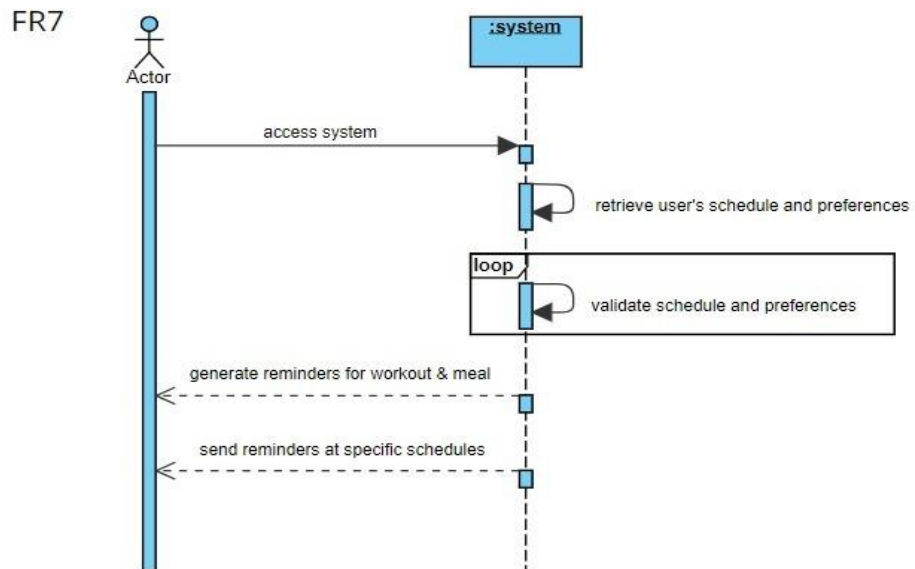 FR7
:system
Actor
access system
retrieve user's schedule and preferences
loop
validate schedule and preferences
generate reminders for workout & meal
send reminders at specific schedules